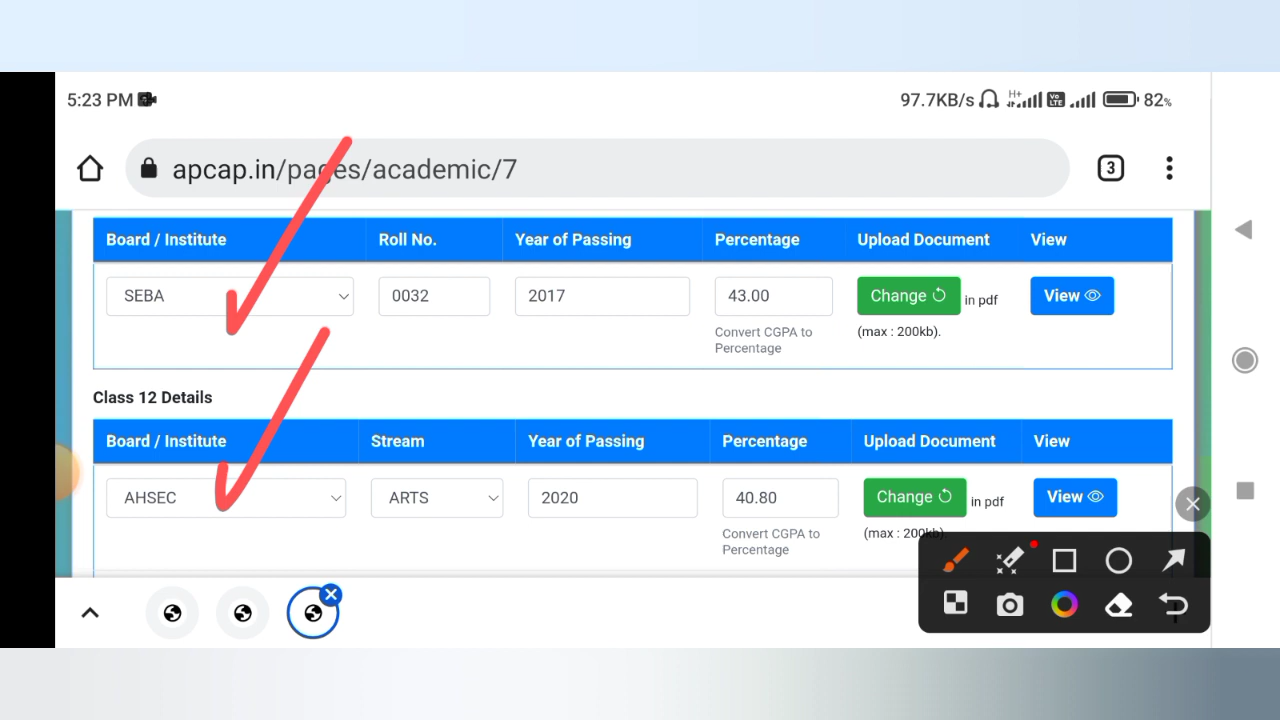 5:23 PM 97.7KB/s H+ Vo LTE 82%
apcap.in/pages/academic/7 3
Board / Institute Roll No. Year of Passing Percentage Upload Document View
SEBA 0032 2017 43.00 Change in pdf View
Convert CGPA to (max : 200kb).
Percentage
Class 12 Details
Board / Institute Stream Year of Passing Percentage Upload Document View
AHSEC ARTS 2020 40.80 Change in pdf View
Convert CGPA to (max : 200kb).
Percentage